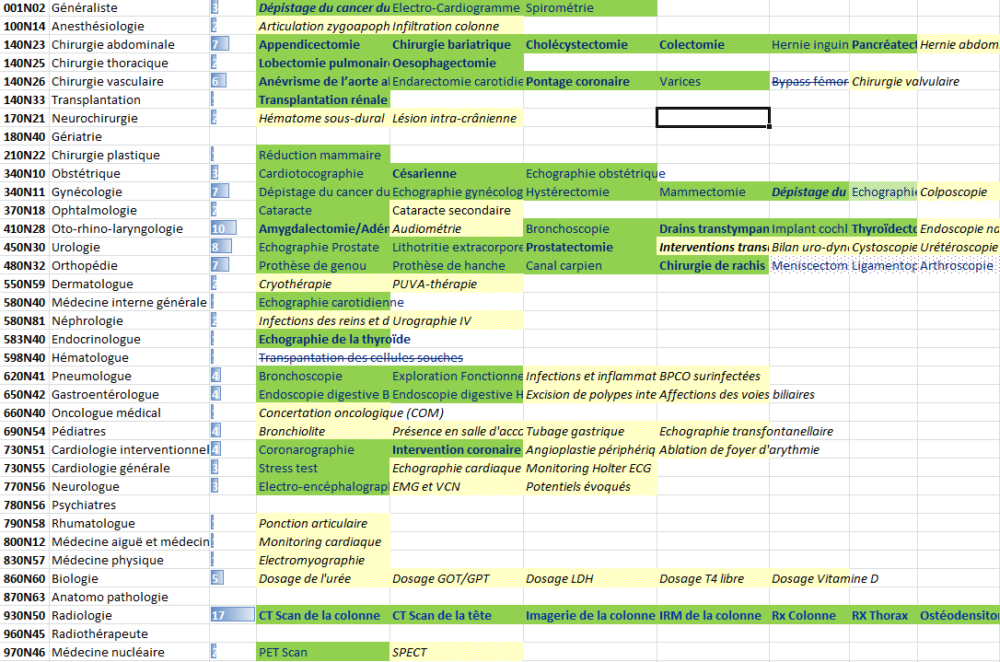 001N02 Généraliste 3 Dépistage du cancer du Electro-Cardiogramme Spirométrie
100N14 Anesthésiologie 2 Articulation zygoapoph Infiltration colonne
140N23 Chirurgie abdominale 7 Appendicectomie Chirurgie bariatrique Cholécystectomie Colectomie Hernie inguin Pancréatect Hernie abdom
140N25 Chirurgie thoracique 2 Lobectomie pulmonair Oesophagectomie
140N26 Chirurgie vasculaire 6 Anévrisme de l'aorte al Endarectomie carotidie Pontage coronaire Varices Bypass fémor Chirurgie valvulaire
140N33 Transplantation Transplantation rénale
170N21 Neurochirurgie 2 Hématome sous-dural Lésion intra-crânienne
180N40 Gériatrie
210N22 Chirurgie plastique Réduction mammaire
340N10 Obstétrique 3 Cardiotocographie Césarienne Echographie obstétrique
340N11 Gynécologie 7 Dépistage du cancer du Echographie gynécolog Hystérectomie Mammectomie Dépistage du Echographi Colposcopie
370N18 Ophtalmologie 2 Cataracte Cataracte secondaire
410N28 Oto-rhino-laryngologie 10 Amygdalectomie/Adén Audiométrie Bronchoscopie Drains transtympan Implant cochl Thyroïdecto Endoscopie na
450N30 Urologie 8 Echographie Prostate Lithotritie extracorpore Prostatectomie Interventions trans Bilan uro-dyn Cystoscopie Urétéroscopie
480N32 Orthopédie 7 Prothèse de genou Prothèse de hanche Canal carpien Chirurgie de rachis Meniscectom Ligamentop Arthroscopie
550N59 Dermatologue 2 Cryothérapie PUVA-thérapie
580N40 Médecine interne générale Echographie carotidienne
580N81 Néphrologie 2 Infections des reins et d Urographie IV
583N40 Endocrinologue Echographie de la thyroïde
598N40 Hématologue Transpantation des cellules souches
620N41 Pneumologue 4 Bronchoscopie Exploration Fonctionne Infections et inflammat BPCO surinfectées
650N42 Gastroentérologue 4 Endoscopie digestive B Endoscopie digestive H Excision de polypes inte Affections des voies biliaires
660N40 Oncologue médical Concertation oncologique (COM)
690N54 Pédiatres 4 Bronchiolite Présence en salle d'acco Tubage gastrique Echographie transfontanellaire
730N51 Cardiologie interventionnel 4 Coronarographie Intervention coronaire Angioplastie périphériq Ablation de foyer d'arythmie
730N55 Cardiologie générale 3 Stress test Echographie cardiaque Monitoring Holter ECG
770N56 Neurologue 3 Electro-encéphalograp EMG et VCN Potentiels évoqués
780N56 Psychiatres
790N58 Rhumatologue Ponction articulaire
800N12 Médecine aiguë et médecin Monitoring cardiaque
830N57 Médecine physique Electromyographie
860N60 Biologie 5 Dosage de l'urée Dosage GOT/GPT Dosage LDH Dosage T4 libre Dosage Vitamine D
870N63 Anatomo pathologie
930N50 Radiologie 17 CT Scan de la colonne CT Scan de la tête Imagerie de la colonne IRM de la colonne Rx Colonne RX Thorax Ostéodensitor
960N45 Radiothérapeute
970N46 Médecine nucléaire 2 PET Scan SPECT